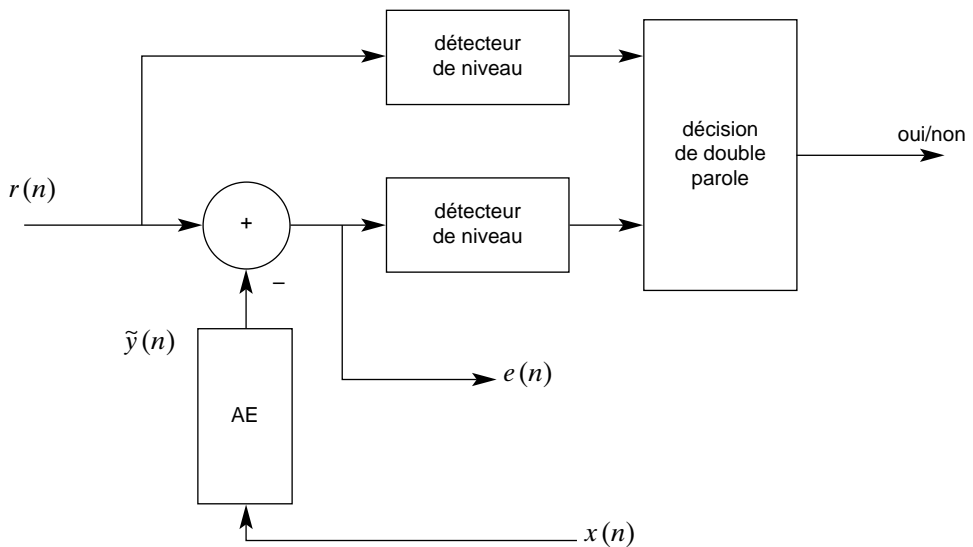 détecteur
de niveau
décision
de double
parole
oui/non
r(n)
+
détecteur
de niveau
−
ỹ(n)
e(n)
AE
x(n)